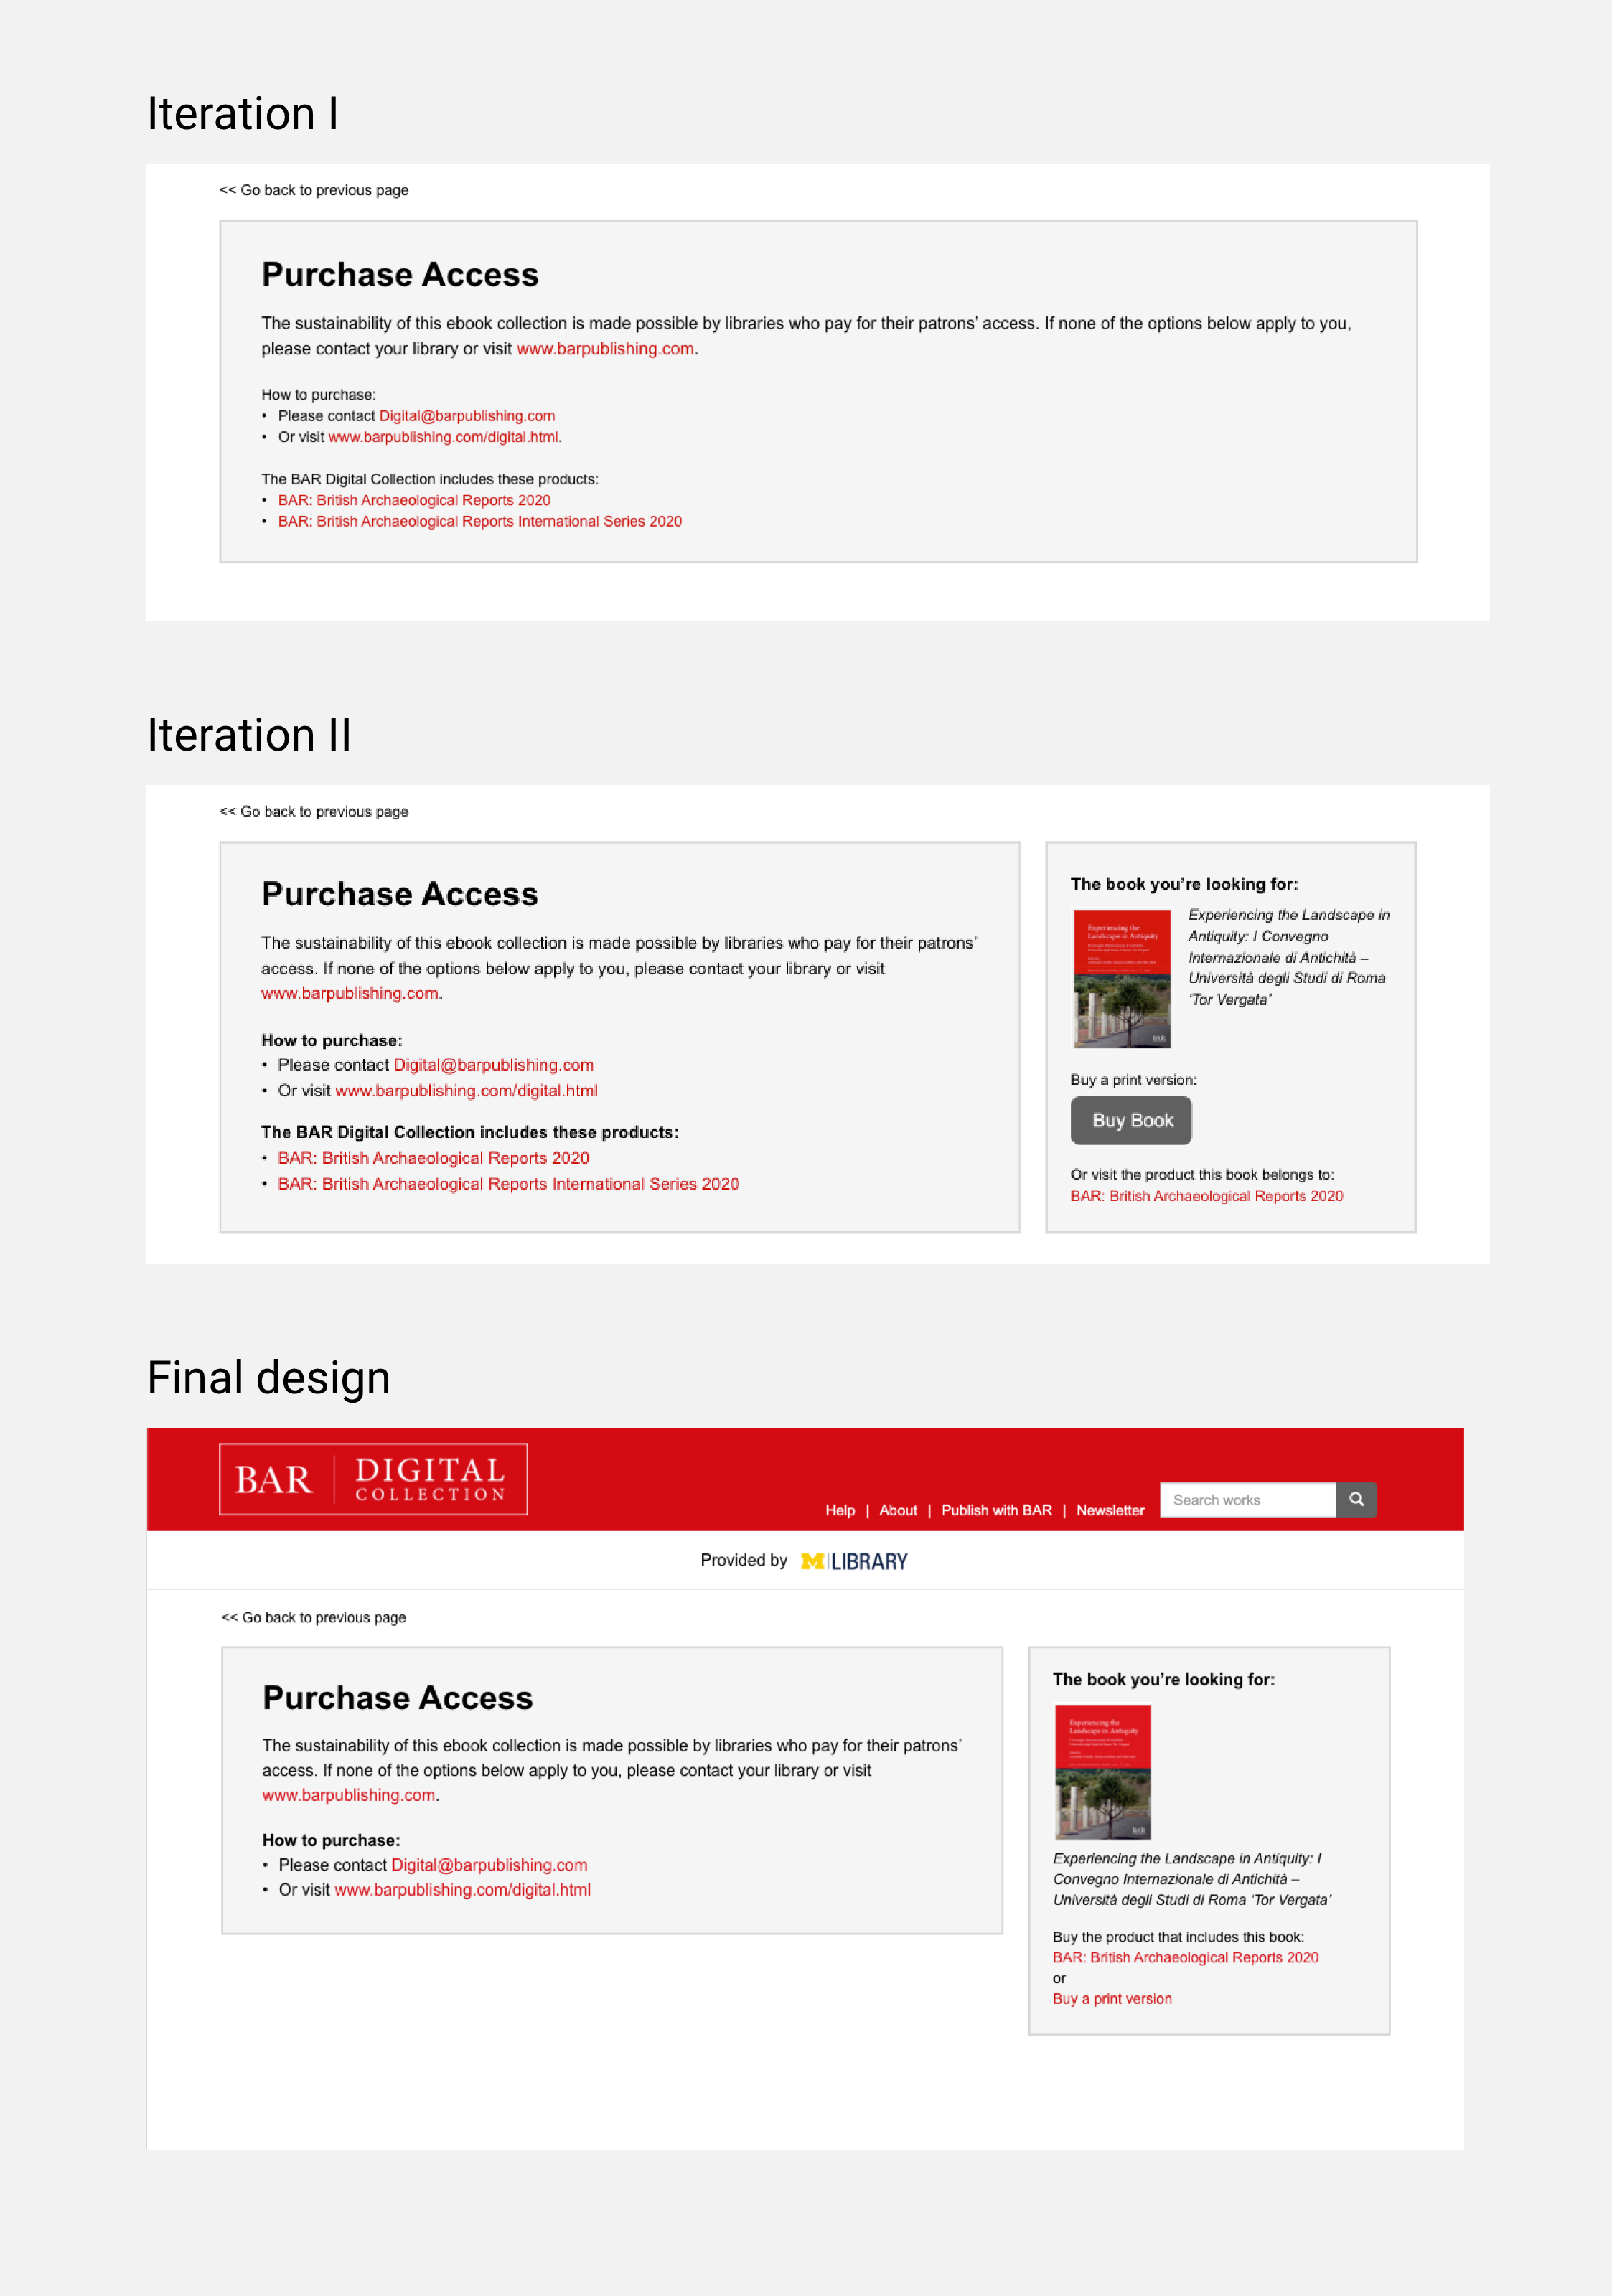 Iteration I
<< Go back to previous page
Purchase Access
The sustainability of this ebook collection is made possible by libraries who pay for their patrons’ access. If none of the options below apply to you,
please contact your library or visit www.barpublishing.com.
How to purchase:
• Please contact Digital@barpublishing.com
• Or visit www.barpublishing.com/digital.html.
The BAR Digital Collection includes these products:
• BAR: British Archaeological Reports 2020
• BAR: British Archaeological Reports International Series 2020
Iteration II
<< Go back to previous page
Purchase Access
The sustainability of this ebook collection is made possible by libraries who pay for their patrons’
access. If none of the options below apply to you, please contact your library or visit
www.barpublishing.com.
How to purchase:
• Please contact Digital@barpublishing.com
• Or visit www.barpublishing.com/digital.html
The BAR Digital Collection includes these products:
• BAR: British Archaeological Reports 2020
• BAR: British Archaeological Reports International Series 2020
The book you’re looking for:
Experiencing the
Landscape in Antiquity
BAR
Experiencing the Landscape in
Antiquity: I Convegno
Internazionale di Antichità –
Università degli Studi di Roma
‘Tor Vergata’
Buy a print version:
Buy Book
Or visit the product this book belongs to:
BAR: British Archaeological Reports 2020
Final design
BAR | DIGITAL
COLLECTION
Help | About | Publish with BAR | Newsletter
Search works
Provided by M LIBRARY
<< Go back to previous page
Purchase Access
The sustainability of this ebook collection is made possible by libraries who pay for their patrons’
access. If none of the options below apply to you, please contact your library or visit
www.barpublishing.com.
How to purchase:
• Please contact Digital@barpublishing.com
• Or visit www.barpublishing.com/digital.html
The book you’re looking for:
Experiencing the
Landscape in Antiquity
BAR
Experiencing the Landscape in Antiquity: I
Convegno Internazionale di Antichità –
Università degli Studi di Roma ‘Tor Vergata’
Buy the product that includes this book:
BAR: British Archaeological Reports 2020
or
Buy a print version